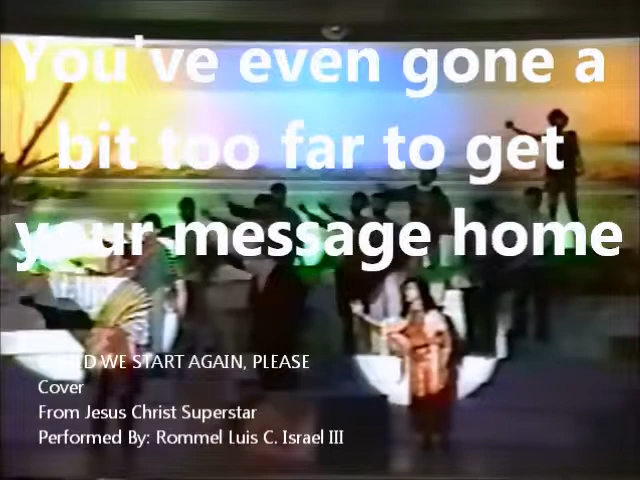 You've even gone a
bit too far to get
your message home
COULD WE START AGAIN, PLEASE
Cover
From Jesus Christ Superstar
Performed By: Rommel Luis C. Israel III